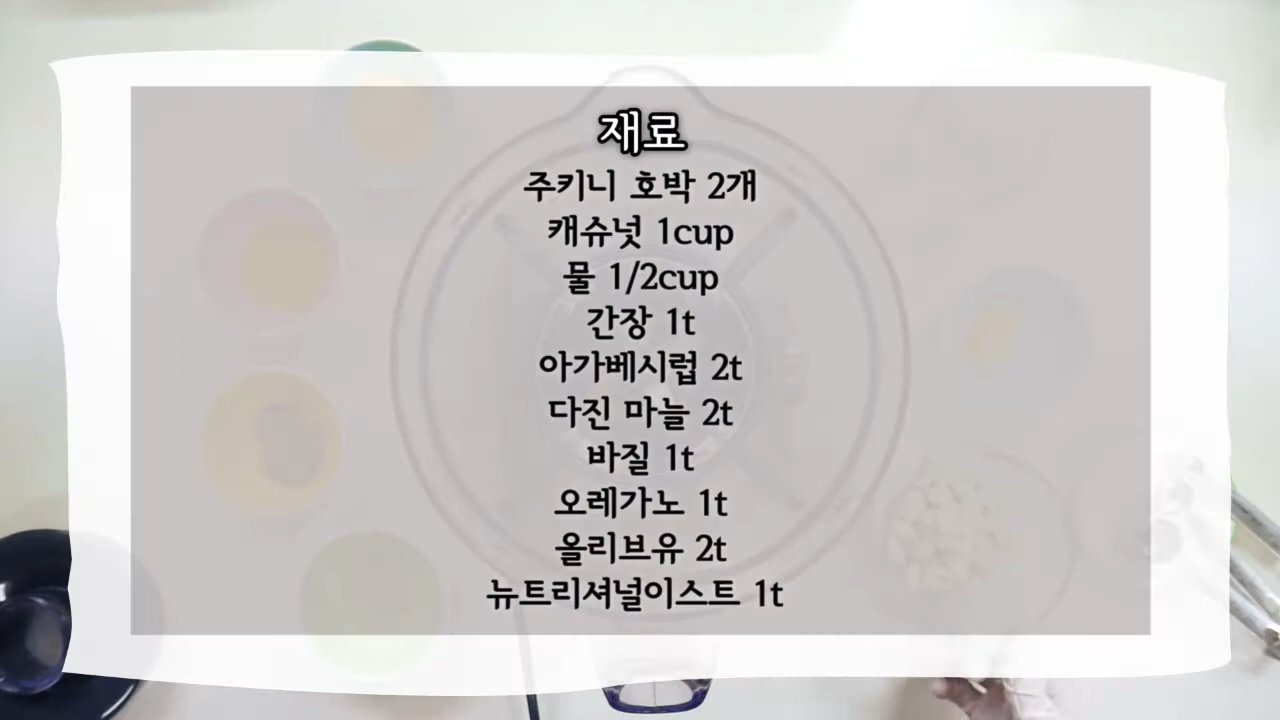 재료
주키니 호박 2개
캐슈넛 1cup
물 1/2cup
간장 1t
아가베시럽 2t
다진 마늘 2t
바질 1t
오레가노 1t
올리브유 2t
뉴트리셔널이스트 1t